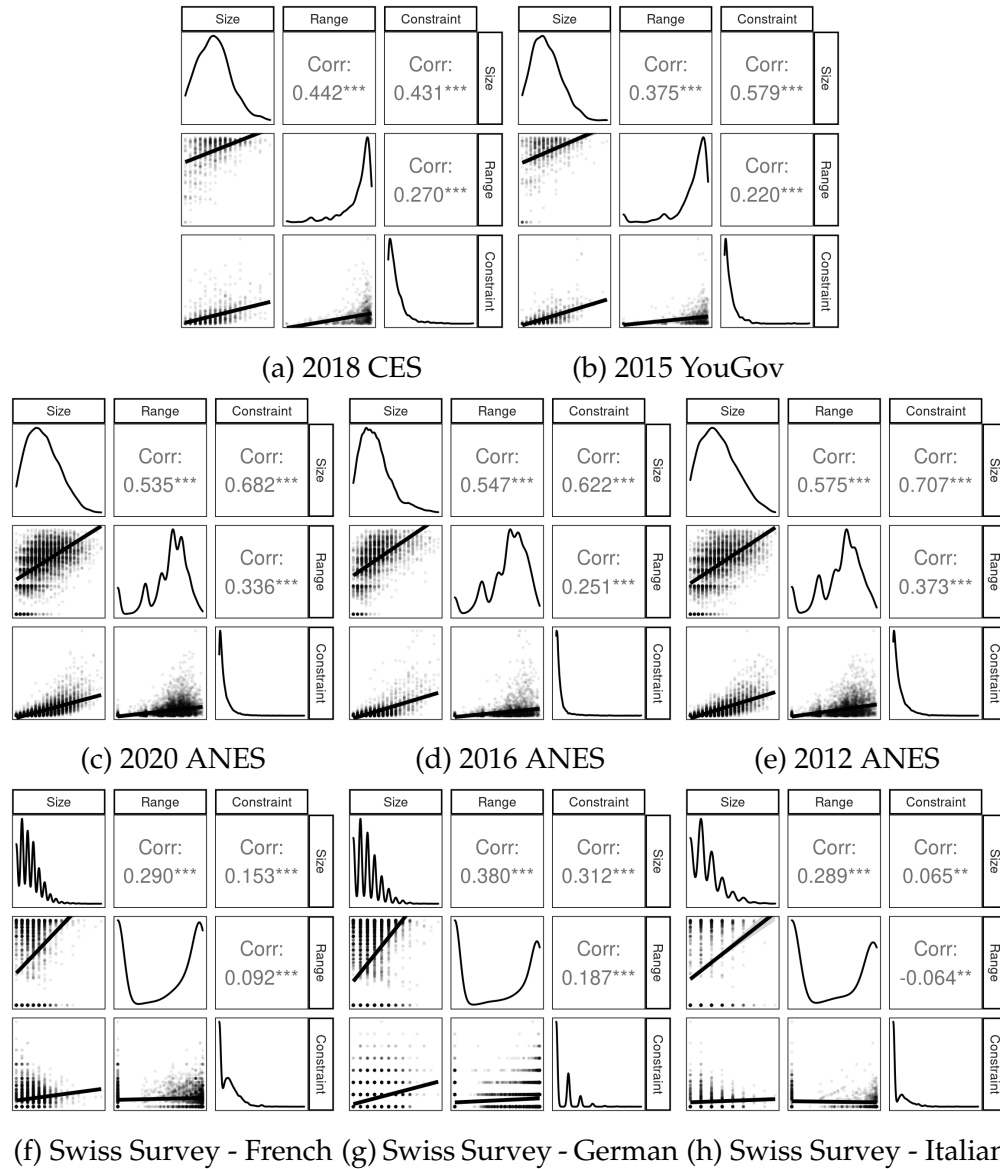 Size Range Constraint Size Range Constraint
Corr: Corr: Size Corr: Corr: Size
0.442*** 0.431*** 0.375*** 0.579***
Corr: Range Corr: Range
0.270*** 0.220***
Constraint Constraint
(a) 2018 CES (b) 2015 YouGov
Size Range Constraint Size Range Constraint Size Range Constraint
Corr: Corr: Size Corr: Corr: Size Corr: Corr: Size
0.535*** 0.682*** 0.547*** 0.622*** 0.575*** 0.707***
Corr: Range Corr: Range Corr: Range
0.336*** 0.251*** 0.373***
Constraint Constraint Constraint
(c) 2020 ANES (d) 2016 ANES (e) 2012 ANES
Size Range Constraint Size Range Constraint Size Range Constraint
Corr: Corr: Size Corr: Corr: Size Corr: Corr: Size
0.290*** 0.153*** 0.380*** 0.312*** 0.289*** 0.065**
Corr: Range Corr: Range Corr: Range
0.092*** 0.187*** -0.064**
Constraint Constraint Constraint
(f) Swiss Survey - French (g) Swiss Survey - German (h) Swiss Survey - Italian